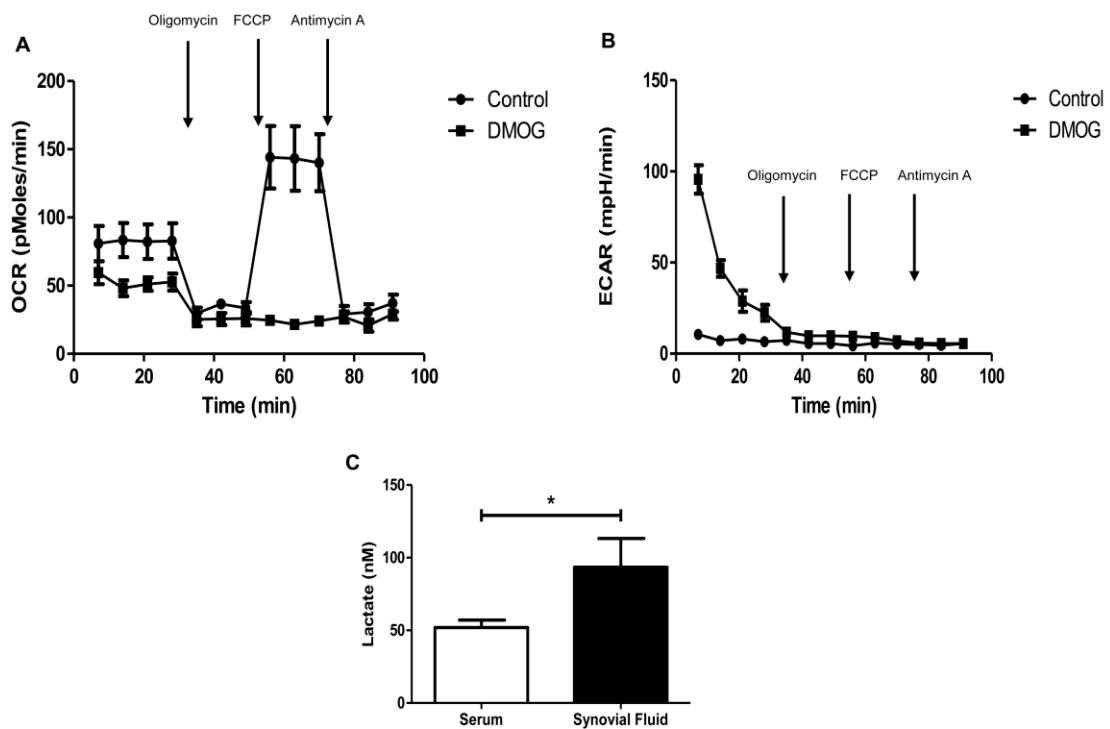 A
Oligomycin FCCP Antimycin A
200
150
100
50
0
OCR (pMoles/min)
0 20 40 60 80 100
Time (min)
Control
DMOG
B
150
100
50
0
ECAR (mpH/min)
Oligomycin FCCP Antimycin A
0 20 40 60 80 100
Time (min)
Control
DMOG
C
150
100
50
0
Lactate (nM)
*
Serum Synovial Fluid